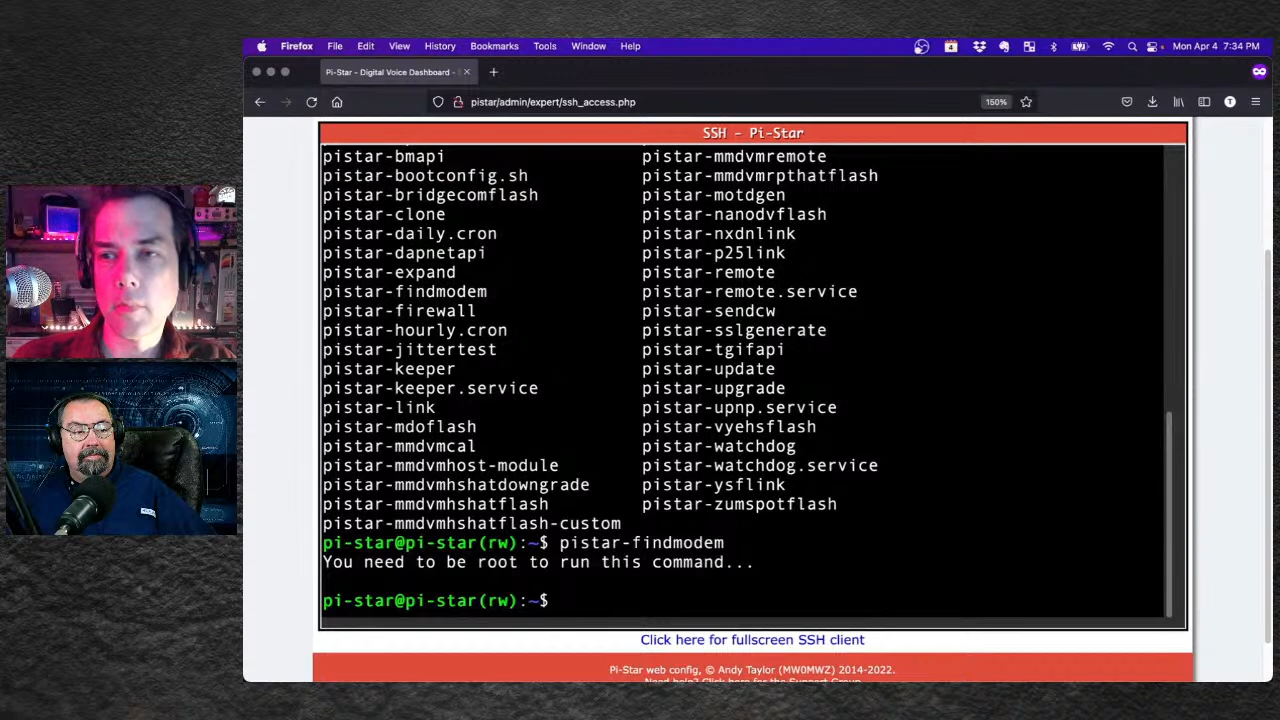 Firefox File Edit View History Bookmarks Tools Window Help Mon Apr 4 7:34 PM
Pi-Star - Digital Voice Dashboard -
pistar/admin/expert/ssh_access.php 150%
SSH - Pi-Star
pistar-bmapi pistar-mmdvmremote
pistar-bootconfig.sh pistar-mmdvmrpthatflash
pistar-bridgecomflash pistar-motdgen
pistar-clone pistar-nanodvflash
pistar-daily.cron pistar-nxdnlink
pistar-dapnetapi pistar-p25link
pistar-expand pistar-remote
pistar-findmodem pistar-remote.service
pistar-firewall pistar-sendcw
pistar-hourly.cron pistar-sslgenerate
pistar-jittertest pistar-tgifapi
pistar-keeper pistar-update
pistar-keeper.service pistar-upgrade
pistar-link pistar-upnp.service
pistar-mdoflash pistar-vyehsflash
pistar-mmdvmcal pistar-watchdog
pistar-mmdvmhost-module pistar-watchdog.service
pistar-mmdvmhshatdowngrade pistar-ysflink
pistar-mmdvmhshatflash pistar-zumspotflash
pistar-mmdvmhshatflash-custom
pi-star@pi-star(rw):~$ pistar-findmodem
You need to be root to run this command...
pi-star@pi-star(rw):~$
Click here for fullscreen SSH client
Pi-Star web config, © Andy Taylor (MW0MWZ) 2014-2022.
Need help? Click here for the Support Group